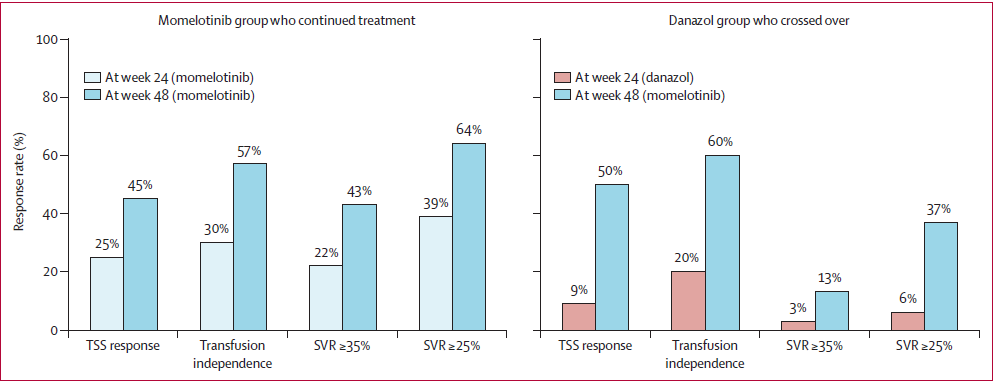 Momelotinib group who continued treatment
100
80
60
40
20
0
Response rate (%)
At week 24 (momelotinib)
At week 48 (momelotinib)
25%
45%
30%
57%
22%
43%
39%
64%
TSS response
Transfusion
independence
SVR ≥35%
SVR ≥25%
Danazol group who crossed over
At week 24 (danazol)
At week 48 (momelotinib)
9%
50%
20%
60%
3%
13%
6%
37%
TSS response
Transfusion
independence
SVR ≥35%
SVR ≥25%